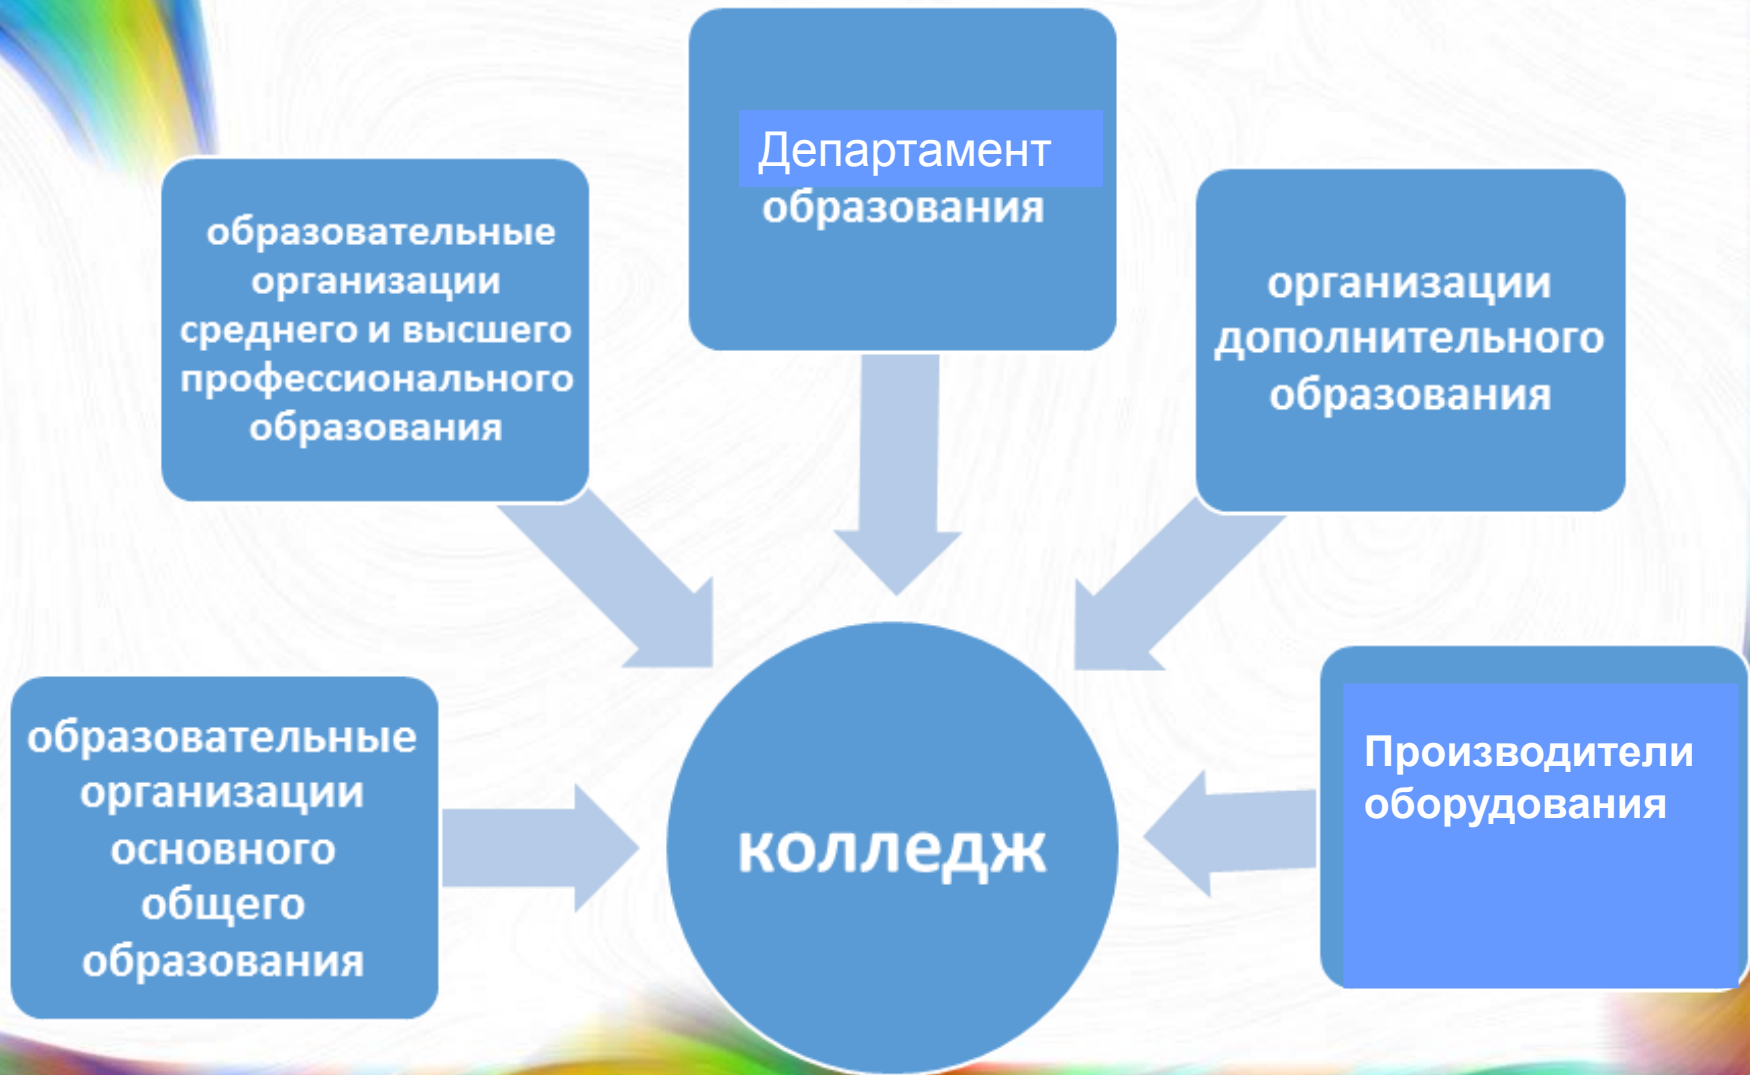 Департамент
образования
образовательные
организации
среднего и высшего
профессионального
образования
организации
дополнительного
образования
образовательные
организации
основного
общего
образования
колледж
Производители
оборудования